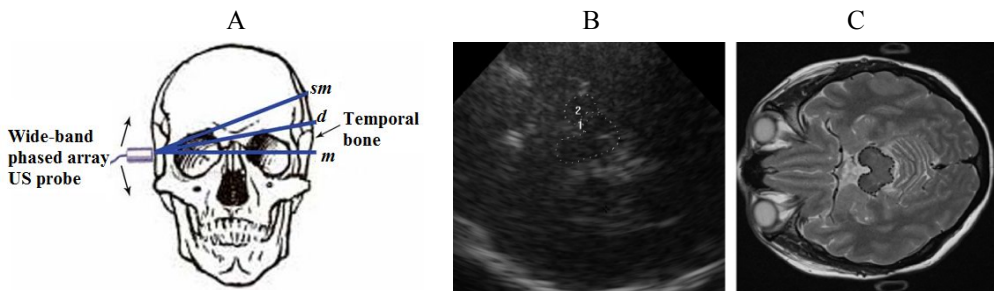 A
B
C
sm
d
m
Wide-band
phased array
US probe
Temporal
bone
2
1